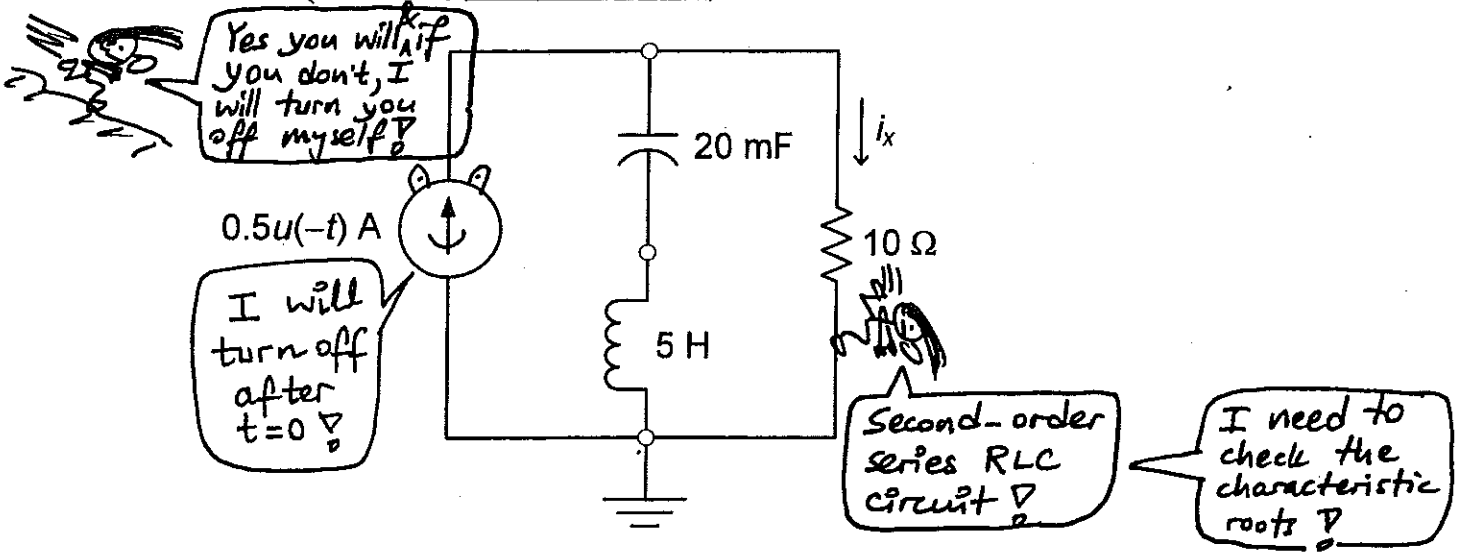 Yes you will, & if
you don't, I
will turn you
off myself!
20 mF
iₓ
0.5u(–t) A
10 Ω
I will
turn off
after
t=0 !
5 H
Second-order
series RLC
circuit !
I need to
check the
characteristic
roots !